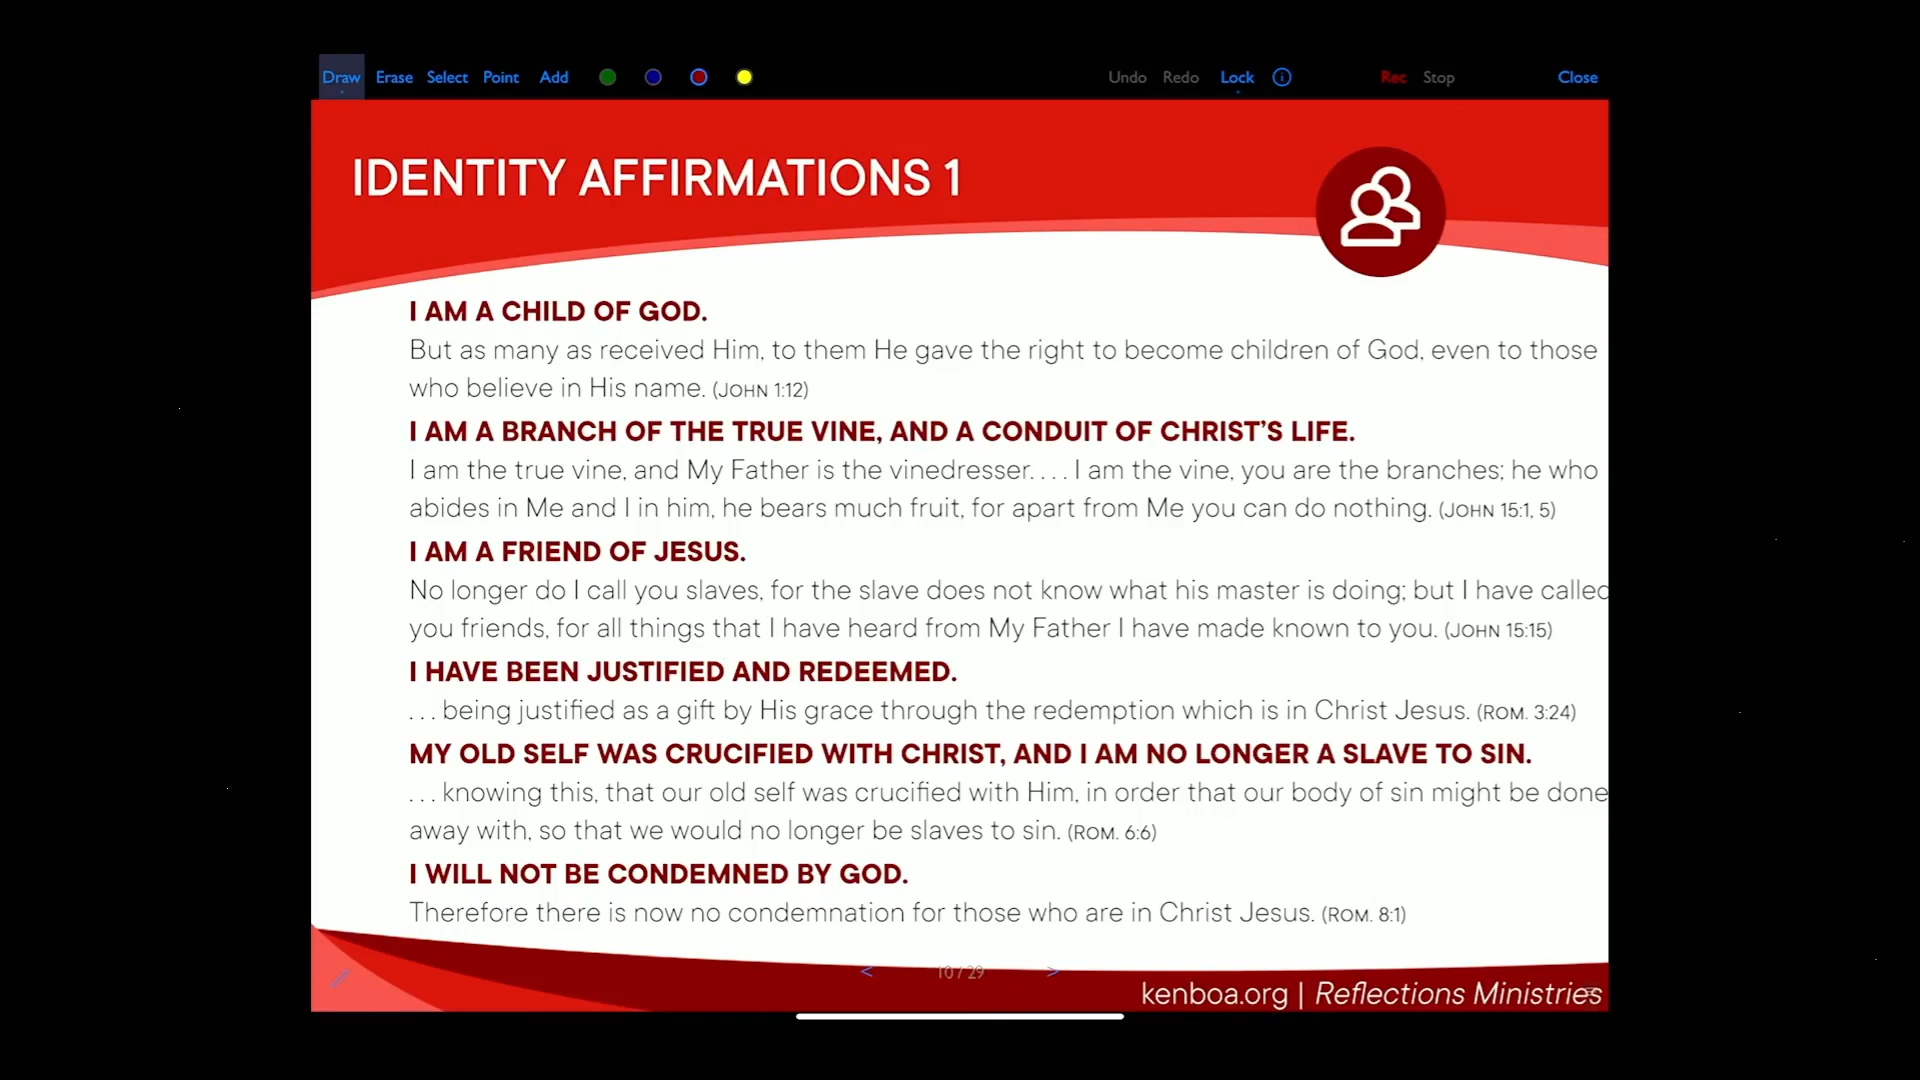 Draw Erase Select Point Add Undo Redo Lock Rec Stop Close
IDENTITY AFFIRMATIONS 1
I AM A CHILD OF GOD.
But as many as received Him, to them He gave the right to become children of God, even to those
who believe in His name. (JOHN 1:12)
I AM A BRANCH OF THE TRUE VINE, AND A CONDUIT OF CHRIST’S LIFE.
I am the true vine, and My Father is the vinedresser. . . . I am the vine, you are the branches; he who
abides in Me and I in him, he bears much fruit, for apart from Me you can do nothing. (JOHN 15:1, 5)
I AM A FRIEND OF JESUS.
No longer do I call you slaves, for the slave does not know what his master is doing; but I have called
you friends, for all things that I have heard from My Father I have made known to you. (JOHN 15:15)
I HAVE BEEN JUSTIFIED AND REDEEMED.
. . . being justified as a gift by His grace through the redemption which is in Christ Jesus. (ROM. 3:24)
MY OLD SELF WAS CRUCIFIED WITH CHRIST, AND I AM NO LONGER A SLAVE TO SIN.
. . . knowing this, that our old self was crucified with Him, in order that our body of sin might be done
away with, so that we would no longer be slaves to sin. (ROM. 6:6)
I WILL NOT BE CONDEMNED BY GOD.
Therefore there is now no condemnation for those who are in Christ Jesus. (ROM. 8:1)
< 10 / 29 >
kenboa.org | Reflections Ministries